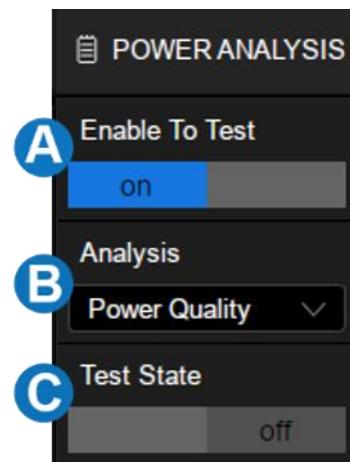 POWER ANALYSIS
A
Enable To Test
on
B
Analysis
Power Quality
C
Test State
off